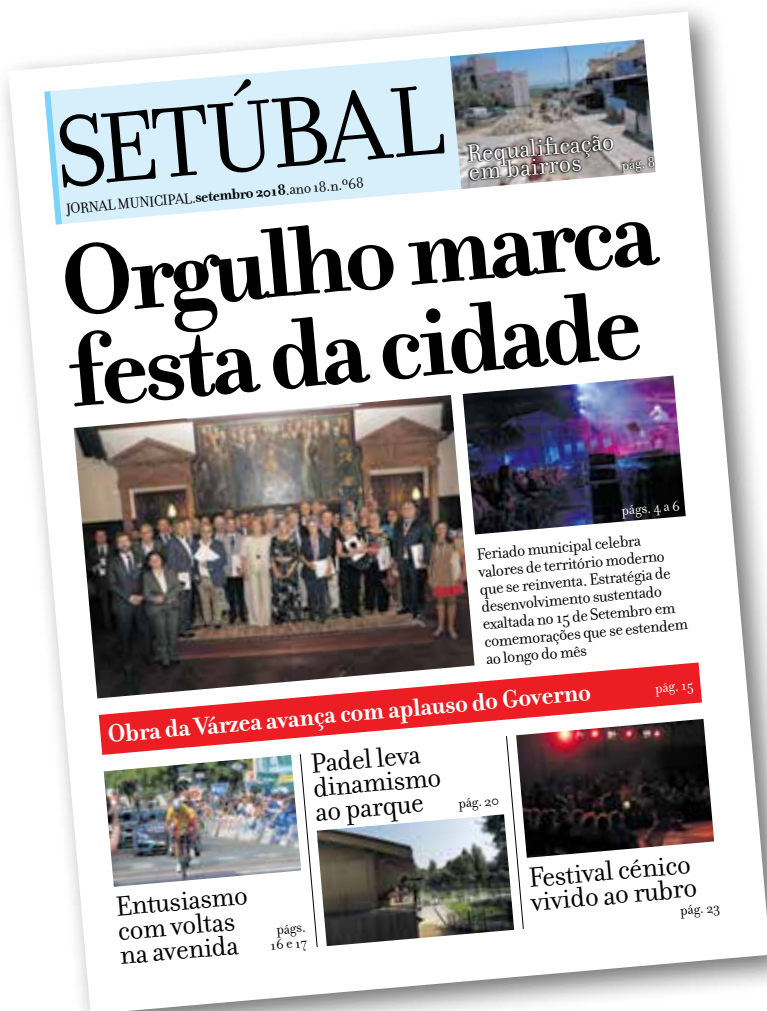 SETÚBAL
JORNAL MUNICIPAL.setembro 2018.ano 18.n.º68
Requalificação
em bairros
pág. 8
Orgulho marca
festa da cidade
págs. 4 a 6
Feriado municipal celebra
valores de território moderno
que se reinventa. Estratégia de
desenvolvimento sustentado
exaltada no 15 de Setembro em
comemorações que se estendem
ao longo do mês
Obra da Várzea avança com aplauso do Governo
pág. 15
Entusiasmo
com voltas
na avenida
págs.
16 e 17
Padel leva
dinamismo
ao parque
pág. 20
Festival cénico
vivido ao rubro
pág. 23